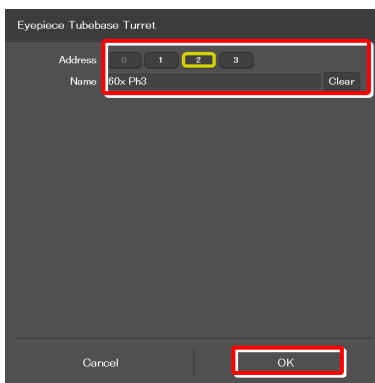 Eyepiece Tubebase Turret
Address 0 1 2 3
Name 60x Ph3 Clear
Cancel OK